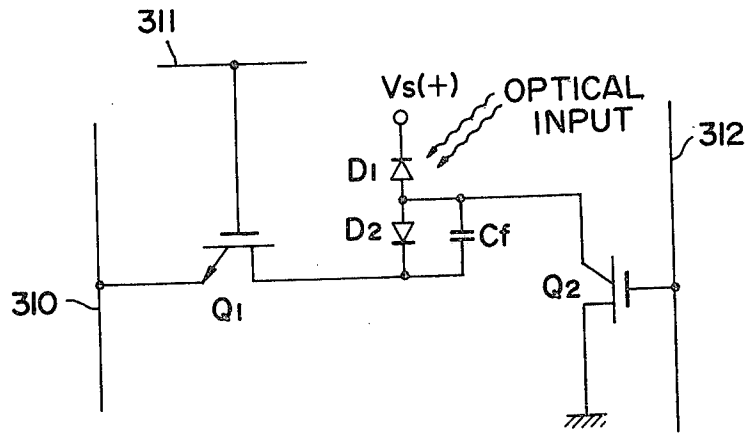 311
Vs(+)
OPTICAL
INPUT
312
D1
D2
Cf
Q2
310
Q1